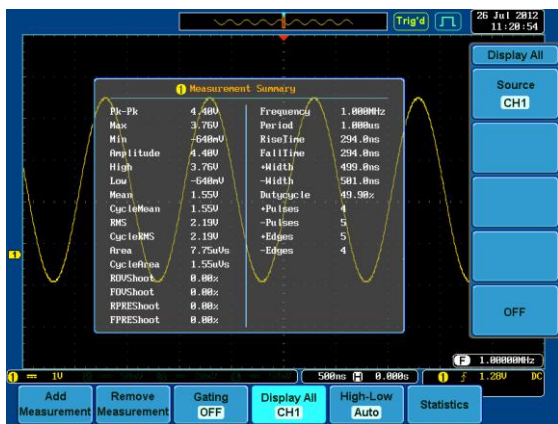 Trig'd
26 Jul 2012
11:20:54
Display All
Source
CH1
OFF
1 Measurement Summary
Pk-Pk 4.40V
Max 3.76V
Min -640mV
Amplitude 4.40V
High 3.76V
Low -640mV
Mean 1.55V
CycleMean 1.55V
RMS 2.19V
CycleRMS 2.19V
Area 7.75uVs
CycleArea 1.55uVs
ROVShoot 0.00%
FOVShoot 0.00%
RPREShoot 0.00%
FPREShoot 0.00%
Frequency 1.000MHz
Period 1.000us
RiseTime 294.0ns
FallTime 294.0ns
+Width 499.0ns
-Width 501.0ns
Dutycycle 49.90%
+Pulses 4
-Pulses 5
+Edges 5
-Edges 4
1
F 1.00000MHz
1 1V
500ns H 0.000s
1 1.28V DC
Add Measurement
Remove Measurement
Gating
OFF
Display All
CH1
High-Low
Auto
Statistics